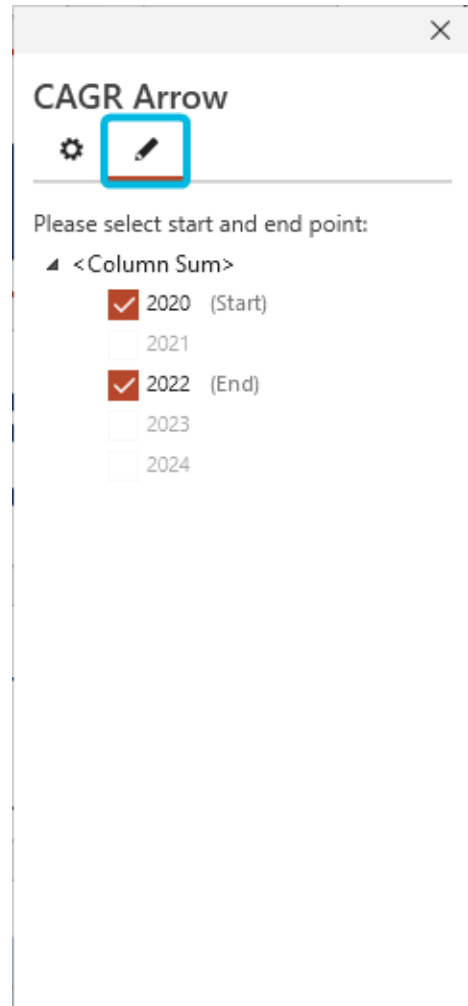 CAGR Arrow
Please select start and end point:
<Column Sum>
2020 (Start)
2021
2022 (End)
2023
2024